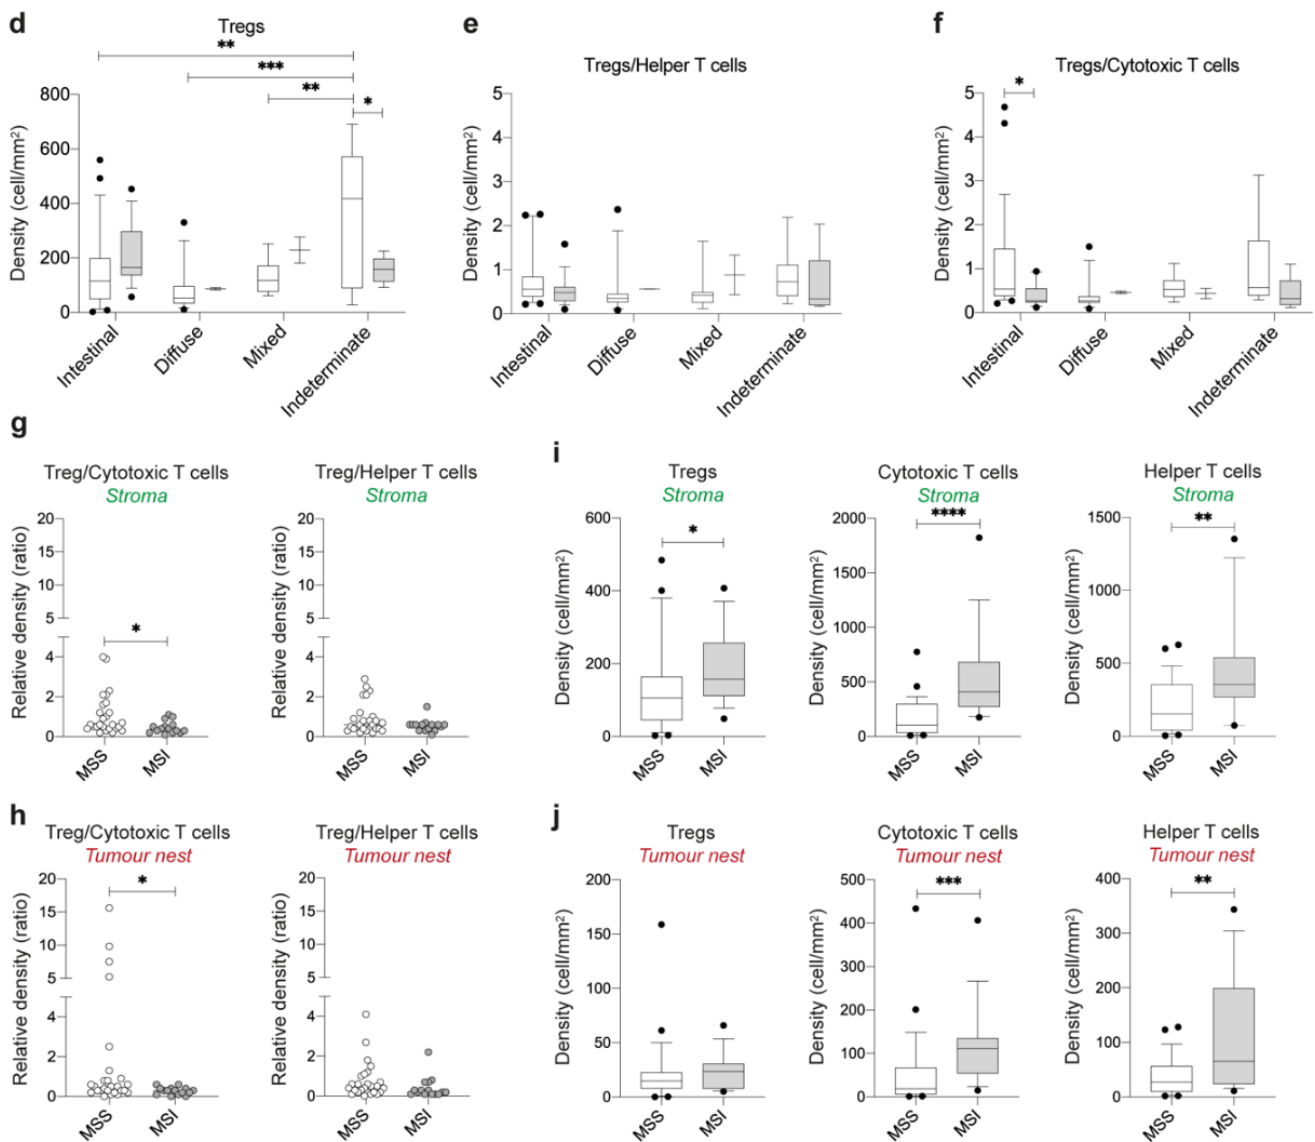 d
Tregs
**
***
**
*
800
600
400
200
0
Density (cell/mm²)
Intestinal
Diffuse
Mixed
Indeterminate
e
Tregs/Helper T cells
5
4
3
2
1
0
Density (cell/mm²)
Intestinal
Diffuse
Mixed
Indeterminate
f
Tregs/Cytotoxic T cells
*
5
4
3
2
1
0
Density (cell/mm²)
Intestinal
Diffuse
Mixed
Indeterminate
g
Treg/Cytotoxic T cells
Stroma
20
15
10
5
*
4
2
0
Relative density (ratio)
MSS
MSI
Treg/Helper T cells
Stroma
20
15
10
5
4
2
0
Relative density (ratio)
MSS
MSI
i
Tregs
Stroma
*
600
400
200
0
Density (cell/mm²)
MSS
MSI
Cytotoxic T cells
Stroma
****
2000
1500
1000
500
0
Density (cell/mm²)
MSS
MSI
Helper T cells
Stroma
**
1500
1000
500
0
Density (cell/mm²)
MSS
MSI
h
Treg/Cytotoxic T cells
Tumour nest
*
20
15
10
5
4
2
0
Relative density (ratio)
MSS
MSI
Treg/Helper T cells
Tumour nest
20
15
10
5
4
2
0
Relative density (ratio)
MSS
MSI
j
Tregs
Tumour nest
200
150
100
50
0
Density (cell/mm²)
MSS
MSI
Cytotoxic T cells
Tumour nest
***
500
400
300
200
100
0
Density (cell/mm²)
MSS
MSI
Helper T cells
Tumour nest
**
400
300
200
100
0
Density (cell/mm²)
MSS
MSI